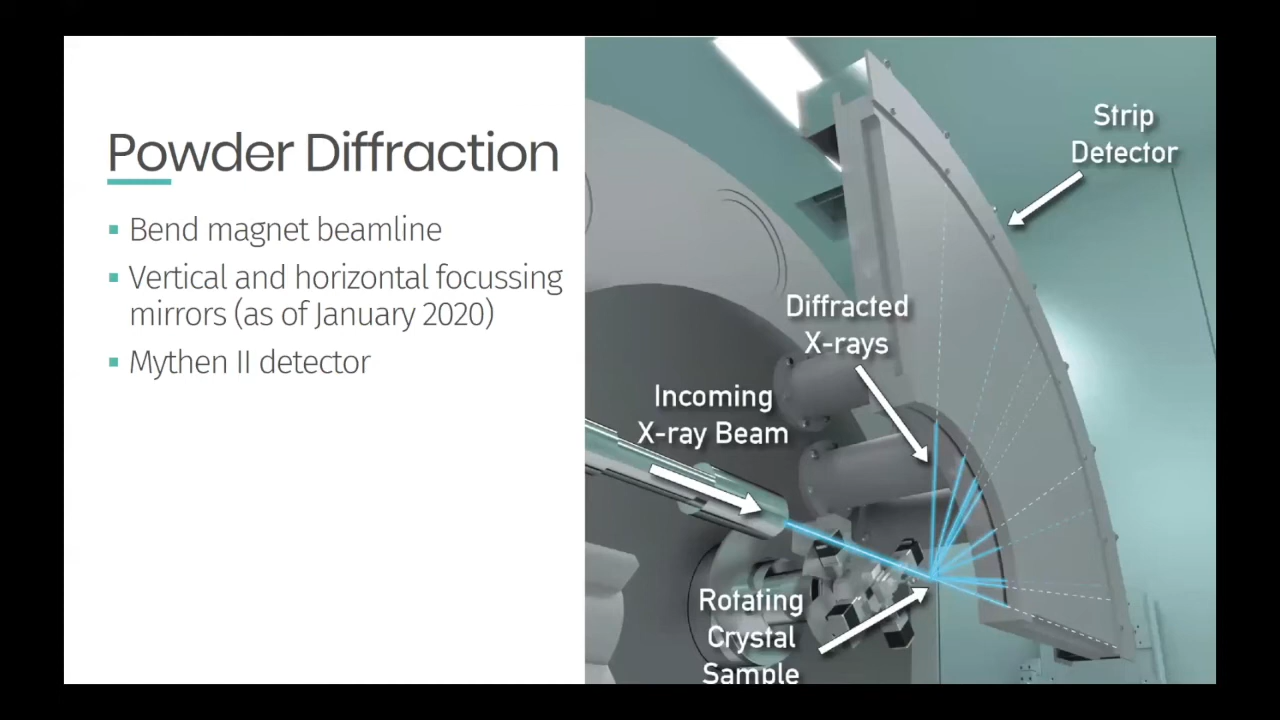 Powder Diffraction
▪ Bend magnet beamline
▪ Vertical and horizontal focussing
mirrors (as of January 2020)
▪ Mythen II detector
Strip
Detector
Diffracted
X-rays
Incoming
X-ray Beam
Rotating
Crystal
Sample